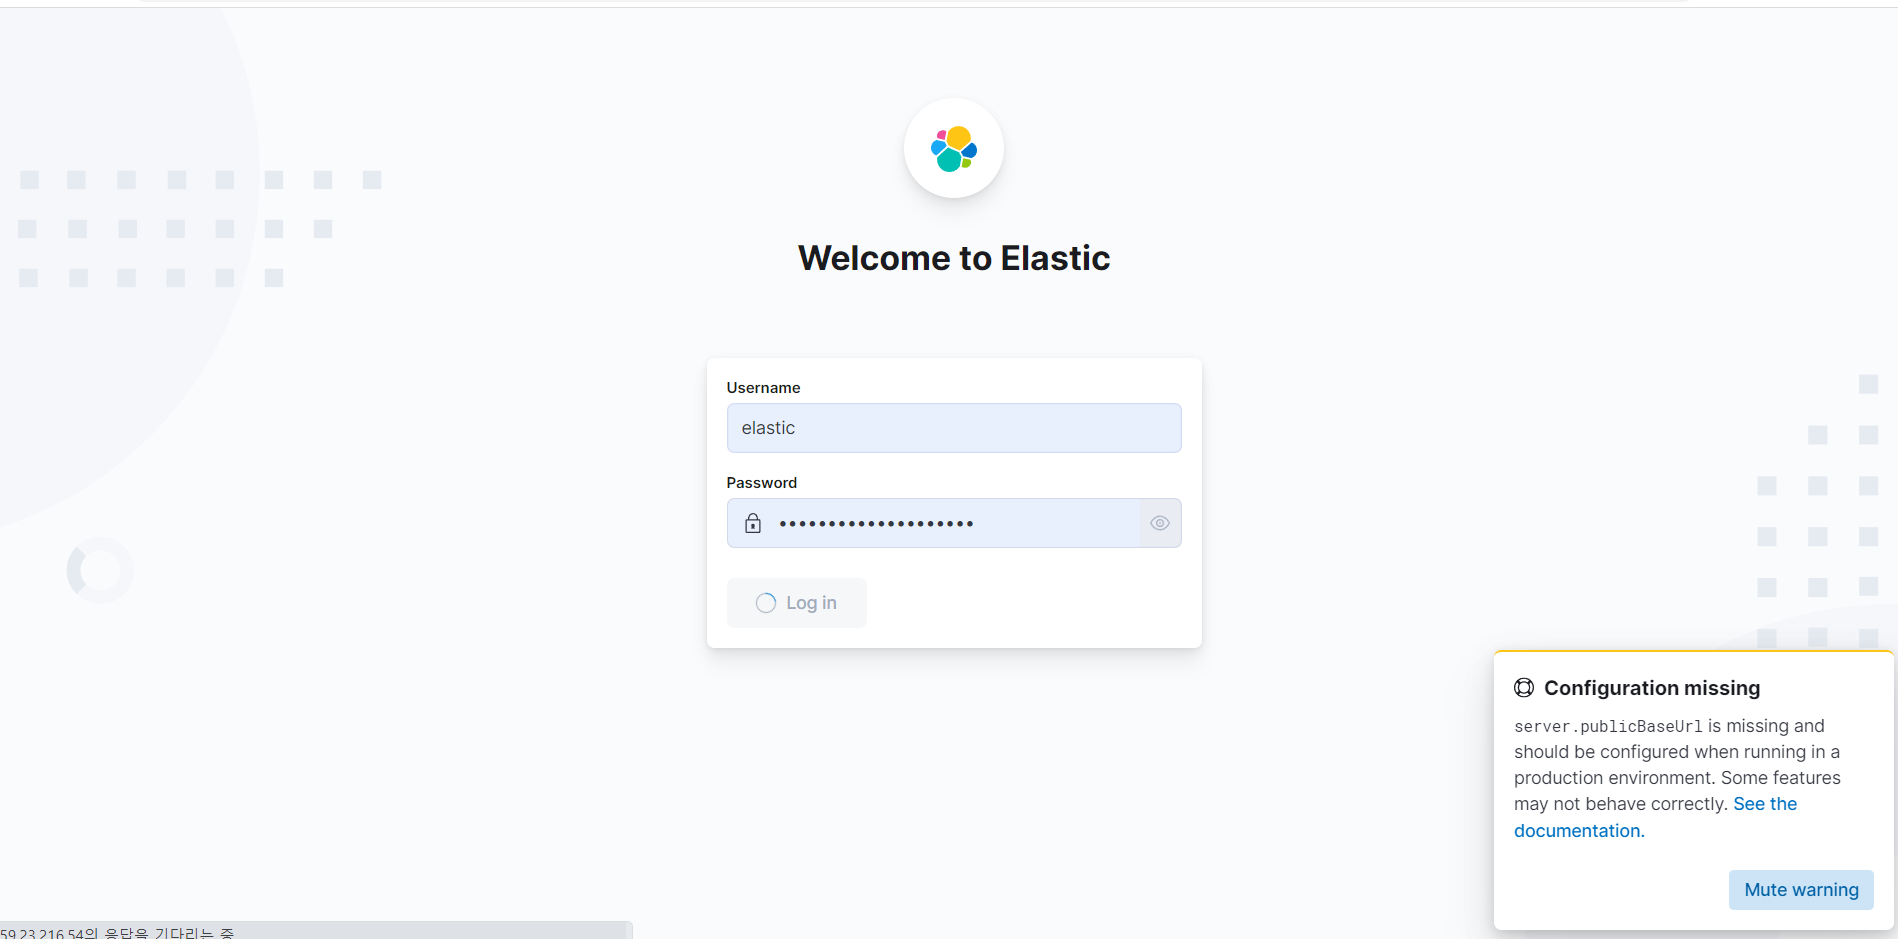 Welcome to Elastic
Username
elastic
Password
••••••••••••••••••••
Log in
Configuration missing
server.publicBaseUrl is missing and
should be configured when running in a
production environment. Some features
may not behave correctly. See the
documentation.
Mute warning
59.23.216.54의 응답을 기다리는 중